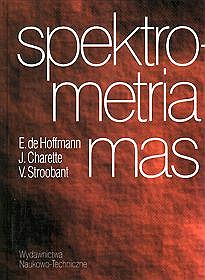 spektro-
metria
mas
E. de Hoffmann
J. Charette
V. Stroobant
Wydawnictwa
Naukowo-Techniczne